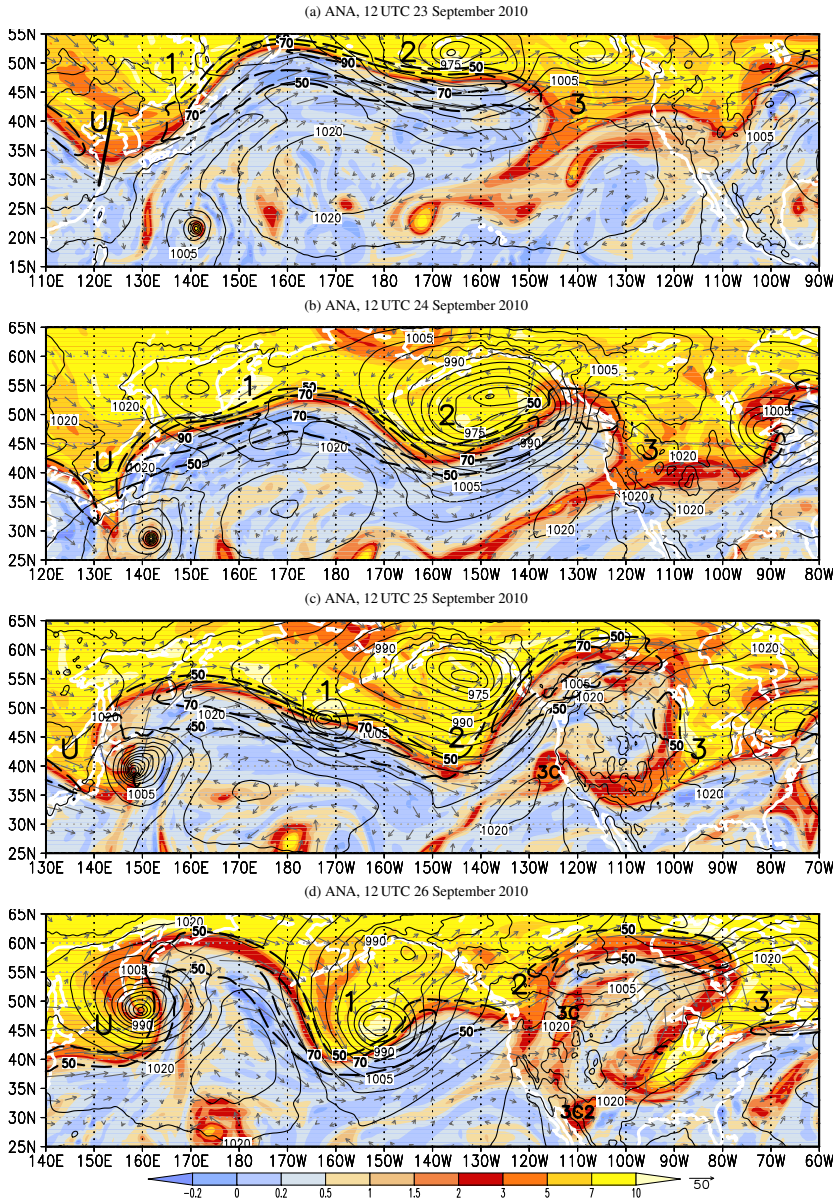 (a) ANA, 12 UTC 23 September 2010
55N 50N 45N 40N 35N 30N 25N 20N 15N
1 2 3 U
70 90 50 70 50 70 50 70
975 1005 1020 1020 1005 1005
110E 120E 130E 140E 150E 160E 170E 180 170W 160W 150W 140W 130W 120W 110W 100W 90W
(b) ANA, 12 UTC 24 September 2010
65N 60N 55N 50N 45N 40N 35N 30N 25N
1 2 3 U
50 70 70 90 50 50 70 50
1005 990 1005 1020 1020 975 990 1020 1020 1005 1020 1005 1020 1020 1020 1020
120E 130E 140E 150E 160E 170E 180 170W 160W 150W 140W 130W 120W 110W 100W 90W 80W
(c) ANA, 12 UTC 25 September 2010
65N 60N 55N 50N 45N 40N 35N 30N 25N
1 2 3 U 3C
50 70 50 70 50 50 70 50 50
990 975 990 1005 1020 1020 1020 1005 1005 1020 1020 1020
130E 140E 150E 160E 170E 180 170W 160W 150W 140W 130W 120W 110W 100W 90W 80W 70W
(d) ANA, 12 UTC 26 September 2010
65N 60N 55N 50N 45N 40N 35N 30N 25N
1 2 3 U 3C 3C2
50 50 50 70 50 70 50 50 50 50
1020 1005 990 1020 990 990 1005 1020 1005 1020 1020 1020 1020
140E 150E 160E 170E 180 170W 160W 150W 140W 130W 120W 110W 100W 90W 80W 70W 60W
-0.2 0 0.2 0.5 1 1.5 2 3 5 7 10
50